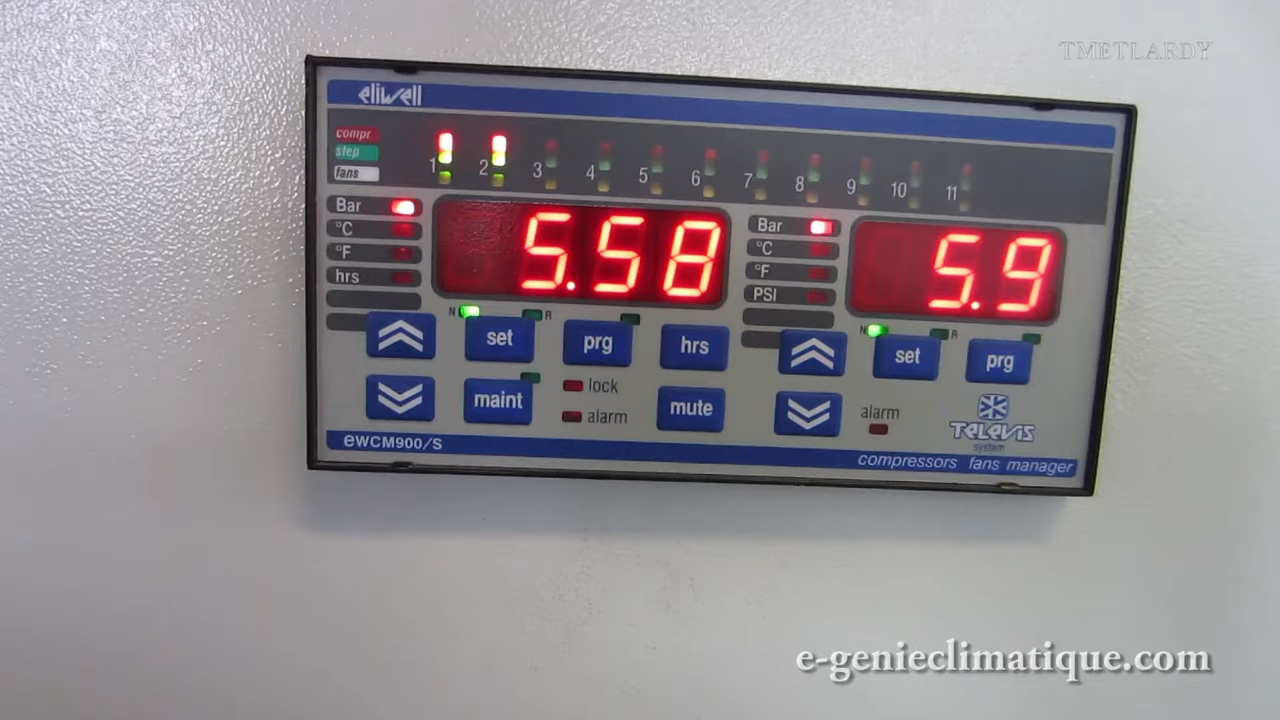 TMETLARDY
eliwell
compr
step
fans
1 2 3 4 5 6 7 8 9 10 11
Bar
°C
°F
hrs
5.58
Bar
°C
°F
PSI
5.9
N R
set
prg
hrs
maint
lock
alarm
mute
N R
set
prg
alarm
TELEVIS
system
eWCM900/S
compressors fans manager
e-genieclimatique.com